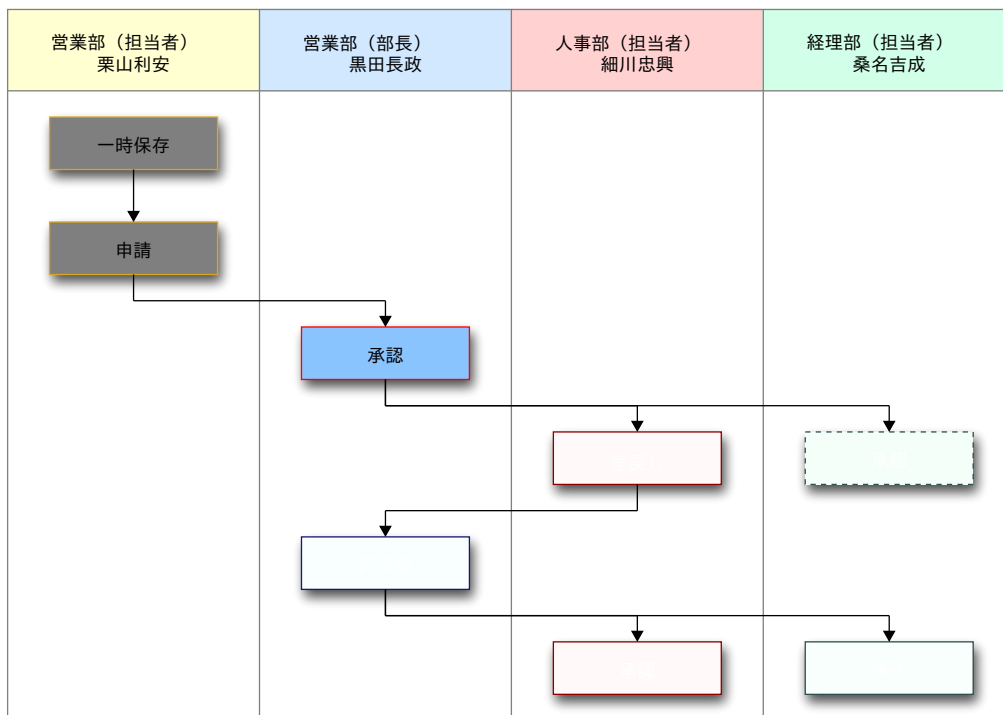 営業部（担当者）
栗山利安
営業部（部長）
黒田長政
人事部（担当者）
細川忠興
経理部（担当者）
桑名吉成
一時保存
申請
承認